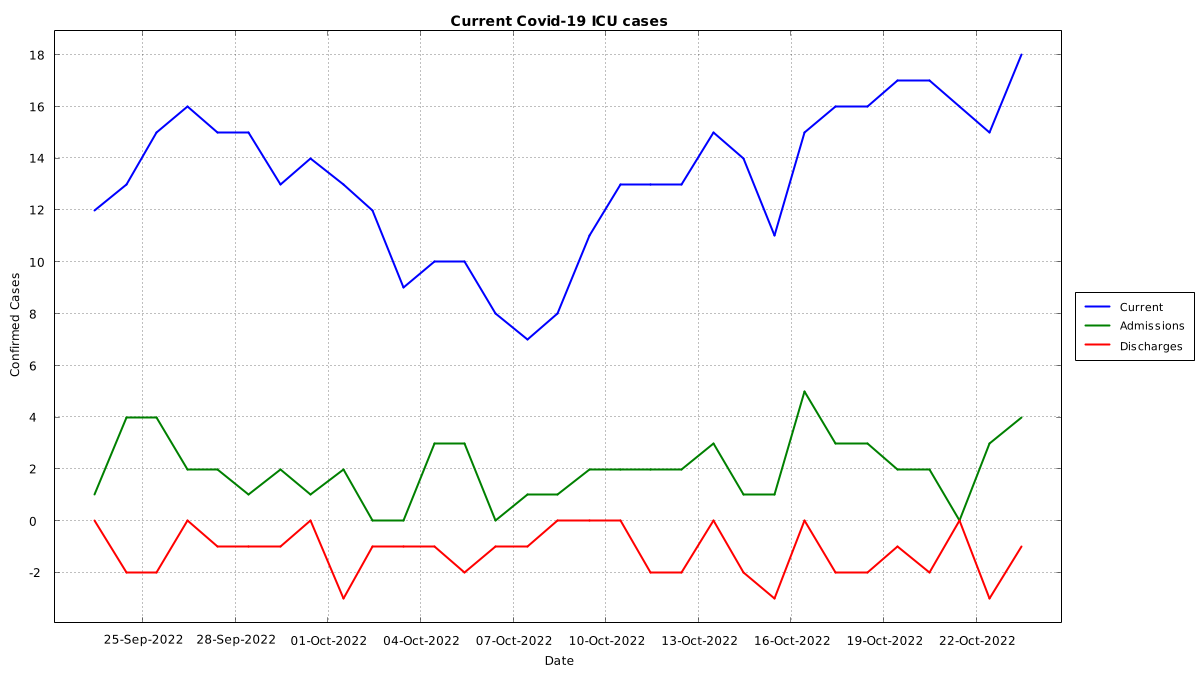 Current Covid-19 ICU cases
18
16
14
12
10
8
6
4
2
0
-2
Confirmed Cases
25-Sep-2022 28-Sep-2022 01-Oct-2022 04-Oct-2022 07-Oct-2022 10-Oct-2022 13-Oct-2022 16-Oct-2022 19-Oct-2022 22-Oct-2022
Date
Current
Admissions
Discharges